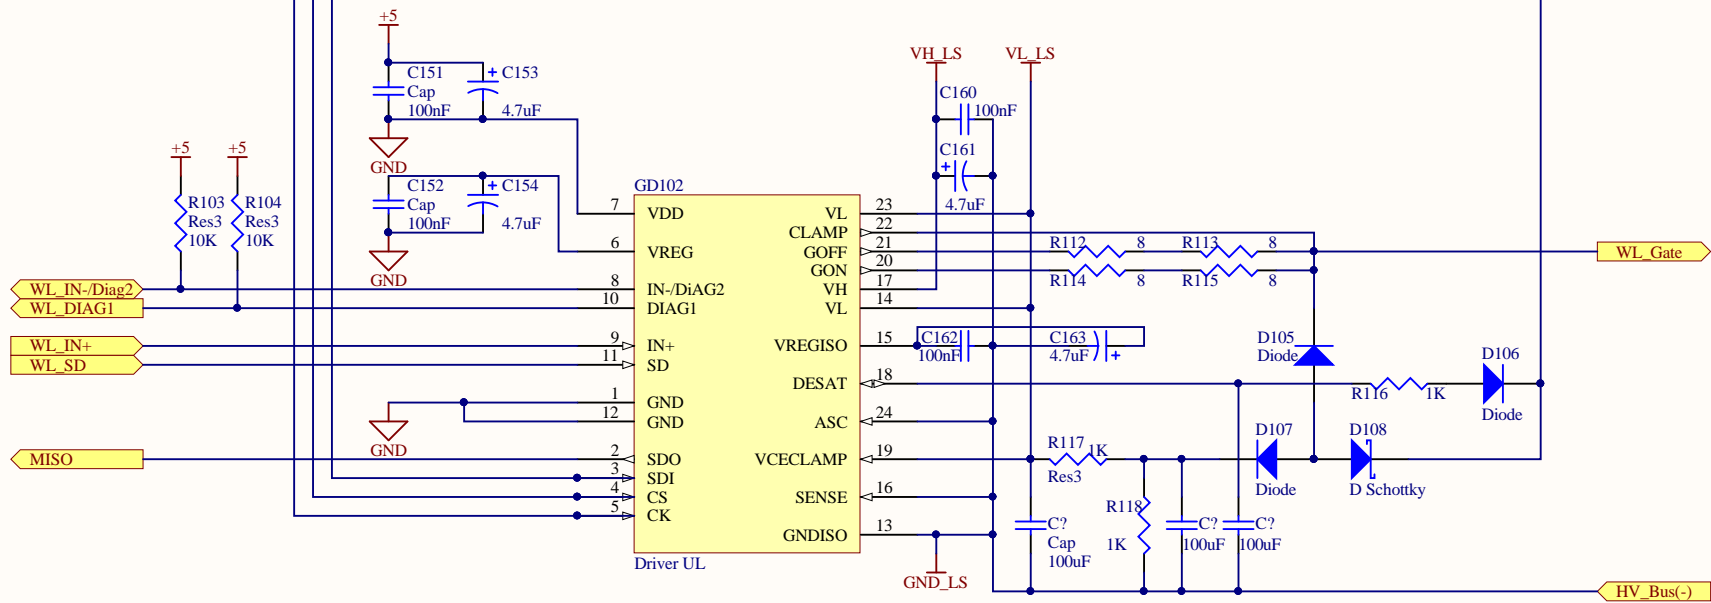 +5
C151
Cap
100nF
C153
4.7uF
GND
+5
+5
R103
Res3
10K
R104
Res3
10K
C152
Cap
100nF
C154
4.7uF
GND
WL_IN-/Diag2
WL_DIAG1
WL_IN+
WL_SD
GND
MISO
GD102
7 VDD
6 VREG
8 IN-/DiAG2
10 DIAG1
9 IN+
11 SD
1 GND
12 GND
2 SDO
3 SDI
4 CS
5 CK
VL 23
CLAMP 22
GOFF 21
GON 20
VH 17
VL 14
VREGISO 15
DESAT 18
ASC 24
VCECLAMP 19
SENSE 16
GNDISO 13
Driver UL
VH_LS
VL_LS
C160
100nF
C161
4.7uF
R112 8 R113 8
R114 8 R115 8
WL_Gate
C162
100nF
C163
4.7uF
D105
Diode
D106
Diode
R116 1K
R117 1K
Res3
D107
Diode
D108
D Schottky
R118
1K
C?
Cap
100uF
C?
100uF
C?
100uF
GND_LS
HV_Bus(-)